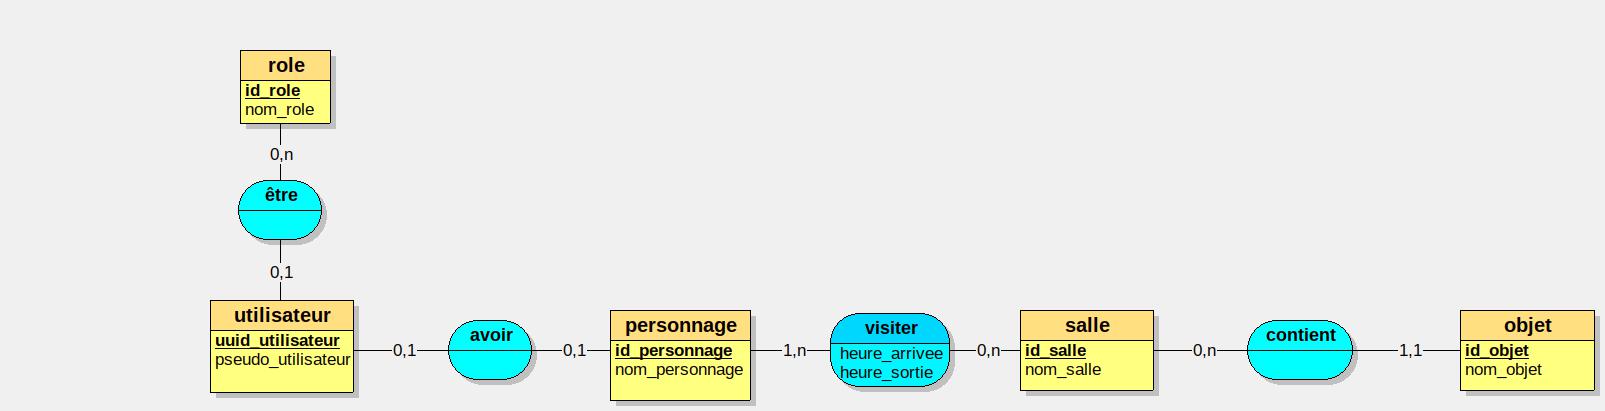 role
id_role
nom_role
0,n
être
0,1
utilisateur
uuid_utilisateur
pseudo_utilisateur
0,1
avoir
0,1
personnage
id_personnage
nom_personnage
1,n
visiter
heure_arrivee
heure_sortie
0,n
salle
id_salle
nom_salle
0,n
contient
1,1
objet
id_objet
nom_objet